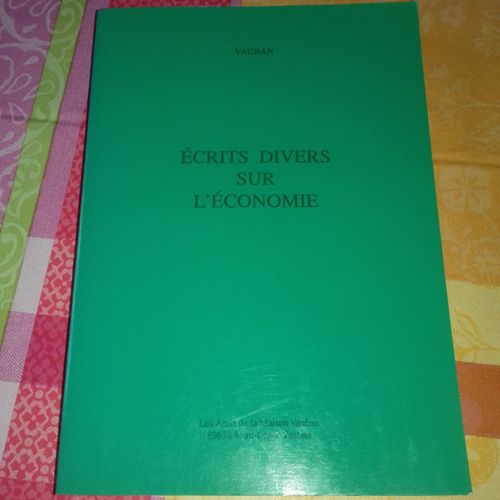 VAUBAN
ÉCRITS DIVERS
SUR
L'ÉCONOMIE
Les Amis de la Maison Vauban
89630 Saint-Léger Vauban